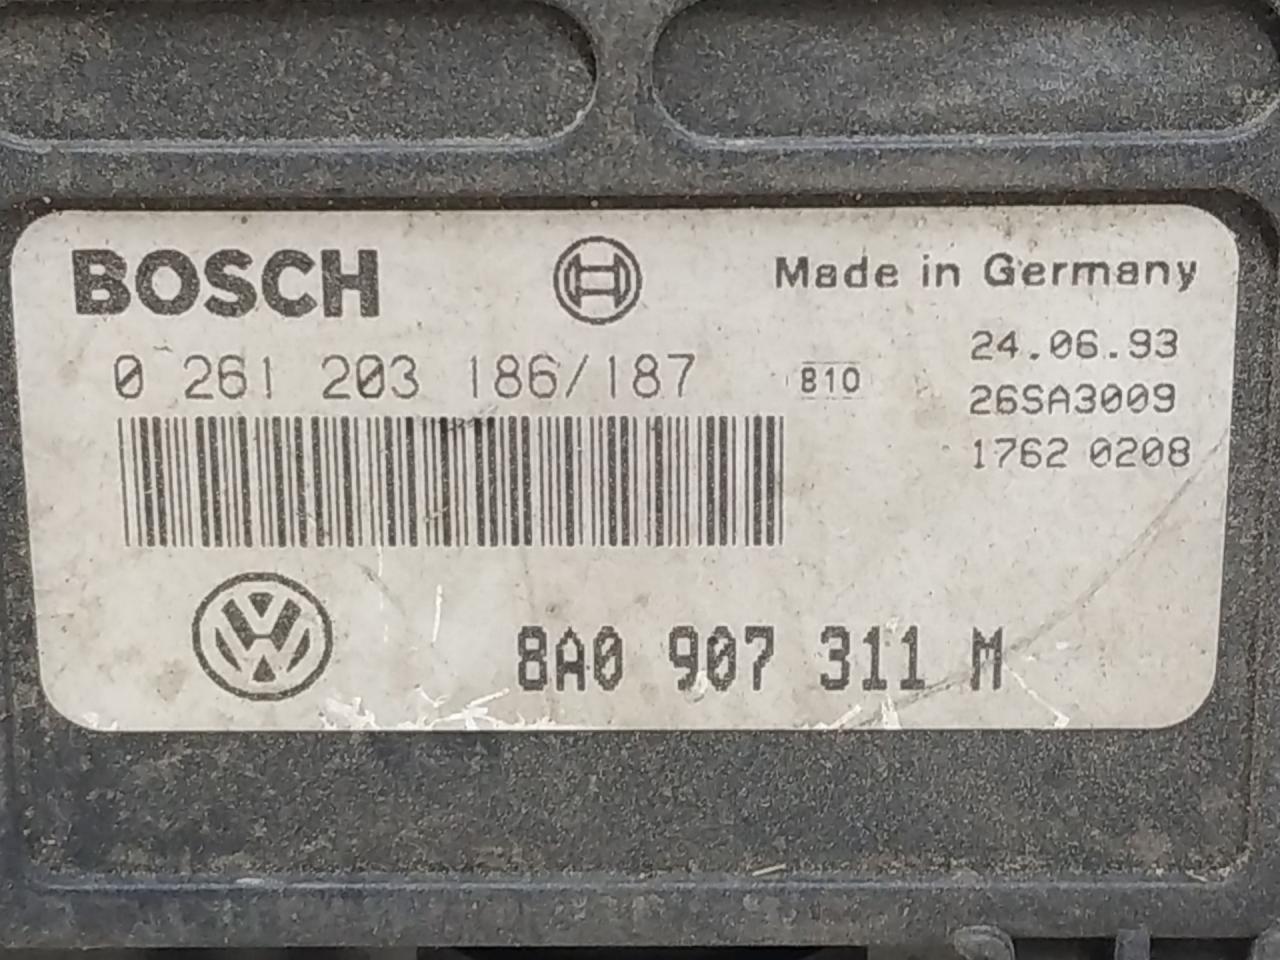 BOSCH
Made in Germany
24.06.93
0 261 203 186/187
810
26SA3009
1762 0208
8A0 907 311 M